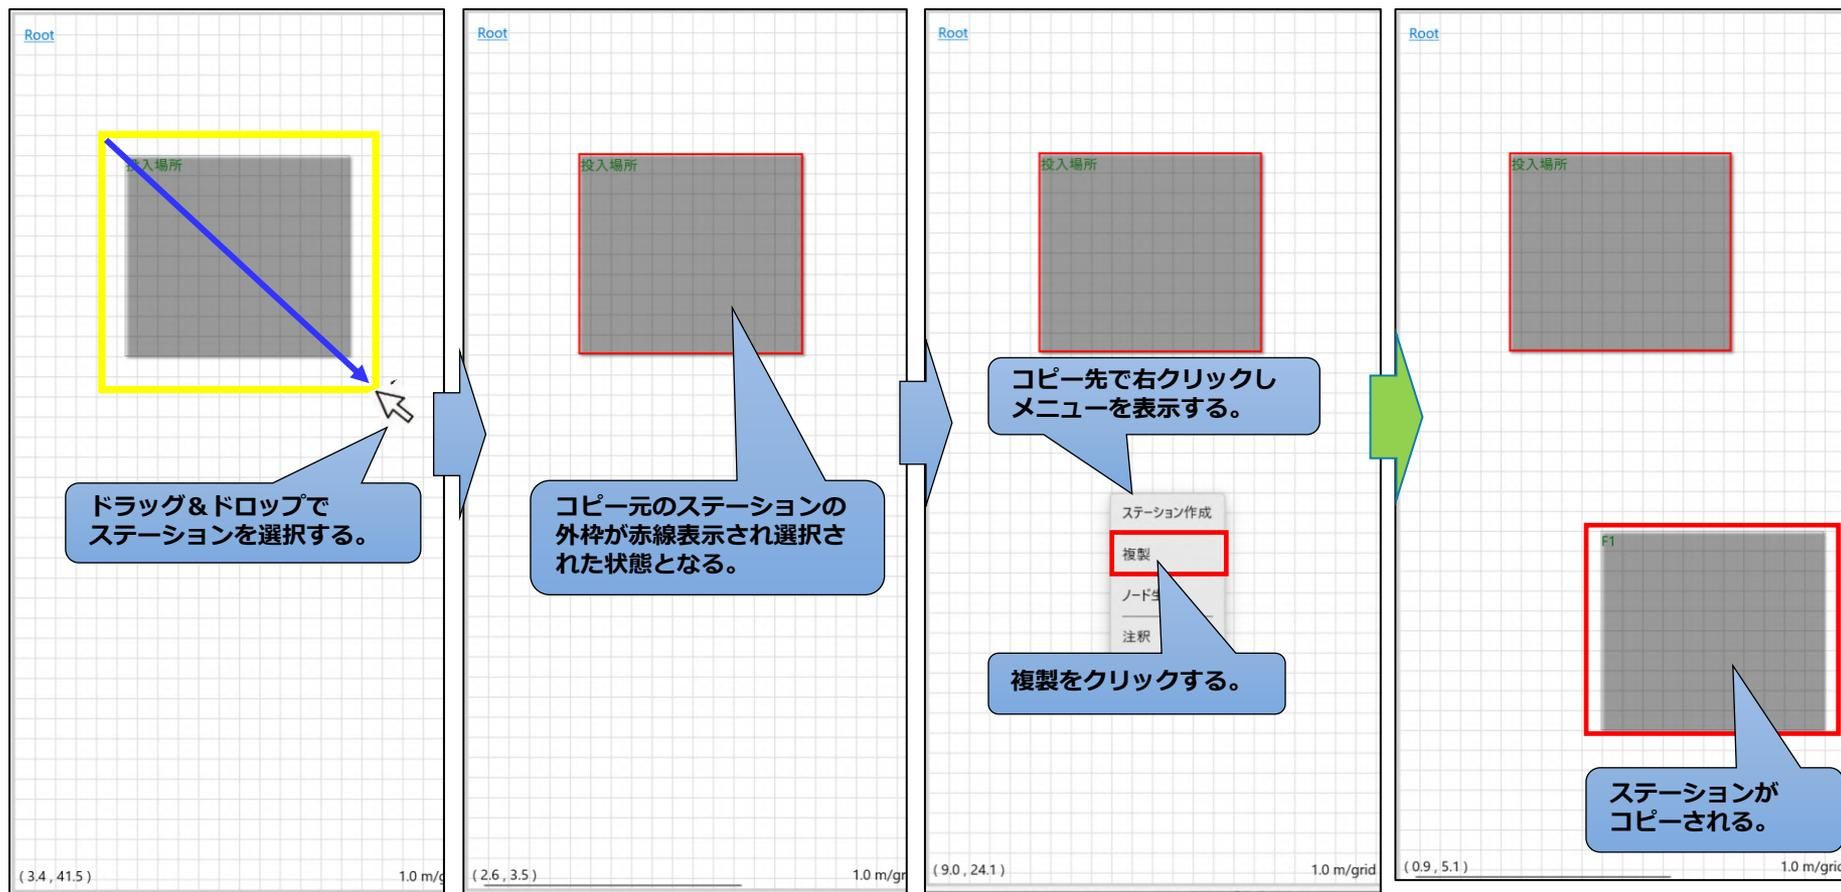 Root
投入場所
ドラッグ＆ドロップで
ステーションを選択する。
( 3.4 , 41.5 )
1.0 m/g
Root
投入場所
コピー元のステーションの
外枠が赤線表示され選択さ
れた状態となる。
( 2.6 , 3.5 )
1.0 m/gr
Root
投入場所
コピー先で右クリックし
メニューを表示する。
ステーション作成
複製
ノード生
注釈
複製をクリックする。
( 9.0 , 24.1 )
1.0 m/grid
Root
投入場所
F1
ステーションが
コピーされる。
( 0.9 , 5.1 )
1.0 m/grid